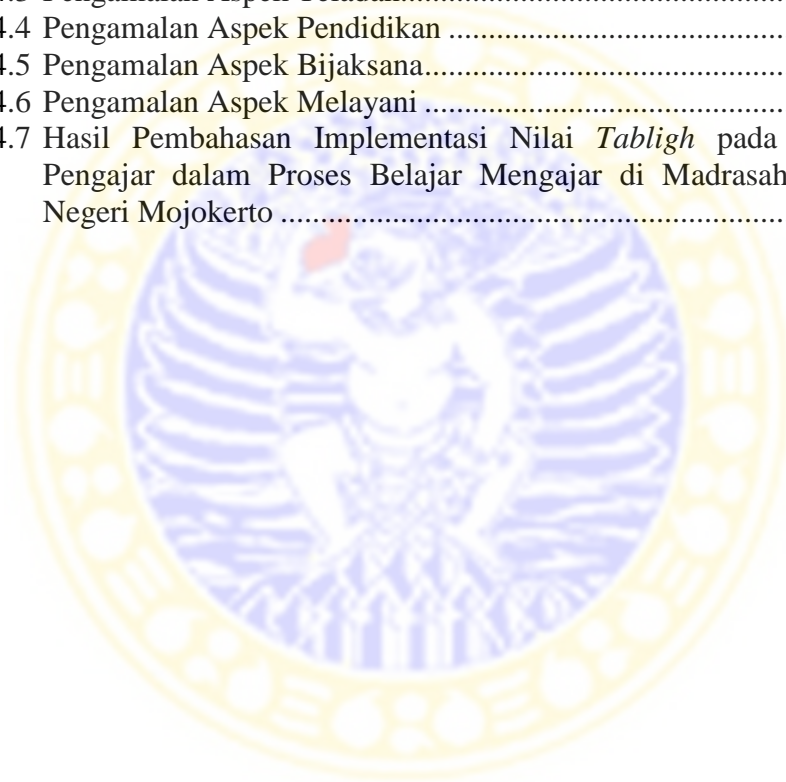 4.4 Pengamalan Aspek Pendidikan ..........................................
4.5 Pengamalan Aspek Bijaksana.............................................
4.6 Pengamalan Aspek Melayani .............................................
4.7 Hasil Pembahasan Implementasi Nilai Tabligh pada
Pengajar dalam Proses Belajar Mengajar di Madrasah
Negeri Mojokerto ...............................................................